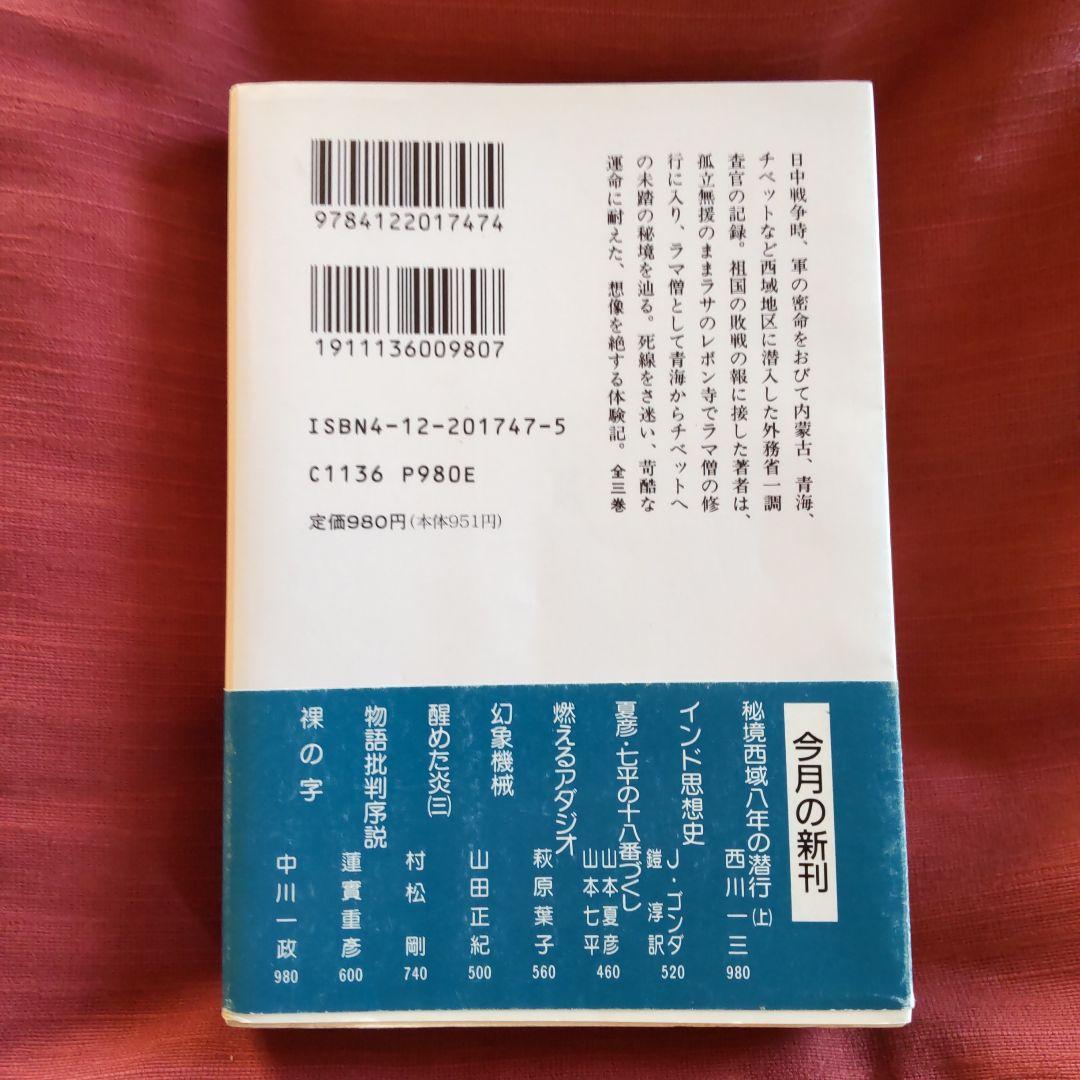 日中戦争時、軍の密命をおびて内蒙古、青海、
チベットなど西域地区に潜入した外務省一調
査官の記録。祖国の敗戦の報に接した著者は、
孤立無援のままラサのレボン寺でラマ僧の修
行に入り、ラマ僧として青海からチベットへ
の未踏の秘境を辿る。死線をさ迷い、苛酷な
運命に耐えた、想像を絶する体験記。全三巻
9784122017474
1911136009807
ISBN4-12-201747-5
C1136 P980E
定価980円(本体951円)
今月の新刊
秘境西域八年の潜行(上)
西川一三
980
インド思想史
J・ゴンダ
鎧淳訳
520
夏彦・七平の十八番づくし
山本夏彦
山本七平
460
燃えるアダジオ
萩原葉子
560
幻象機械
山田正紀
500
醒めた炎(三)
村松剛
740
物語批判序説
蓮實重彦
600
裸の字
中川一政
980